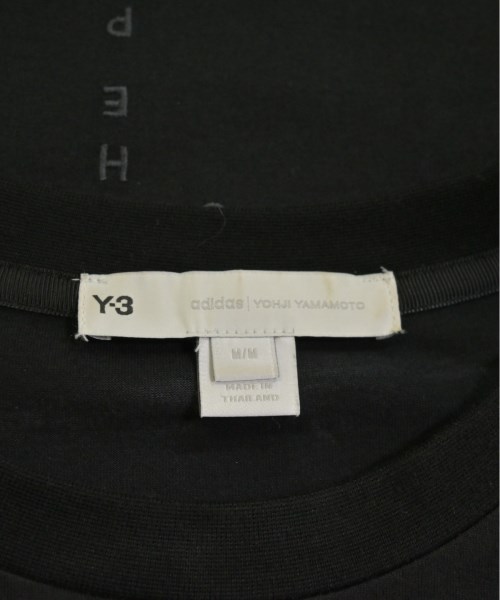 P
E
H
Y-3 adidas | YOHJI YAMAMOTO
M/M
MADE IN
THAILAND